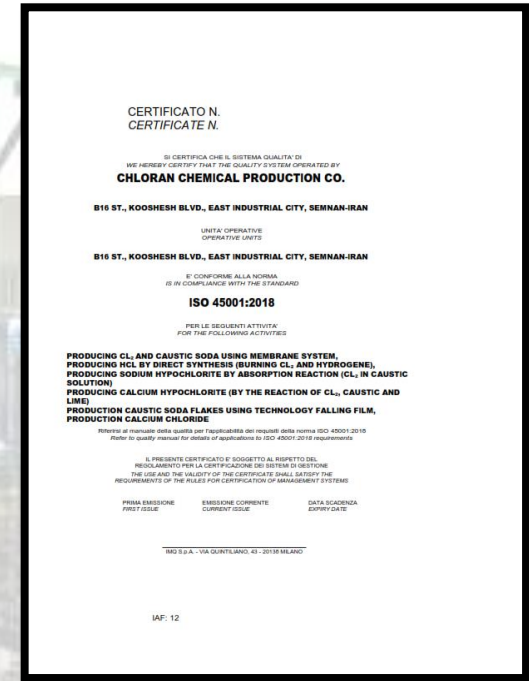 CERTIFICATO N.
CERTIFICATE N.
SI CERTIFICA CHE IL SISTEMA QUALITA' DI
WE HEREBY CERTIFY THAT THE QUALITY SYSTEM OPERATED BY
CHLORAN CHEMICAL PRODUCTION CO.
B16 ST., KOOSHESH BLVD., EAST INDUSTRIAL CITY, SEMNAN-IRAN
UNITA' OPERATIVE
OPERATIVE UNITS
B16 ST., KOOSHESH BLVD., EAST INDUSTRIAL CITY, SEMNAN-IRAN
E' CONFORME ALLA NORMA
IS IN COMPLIANCE WITH THE STANDARD
ISO 45001:2018
PER LE SEGUENTI ATTIVITA'
FOR THE FOLLOWING ACTIVITIES
PRODUCING CL₂ AND CAUSTIC SODA USING MEMBRANE SYSTEM,
PRODUCING HCL BY DIRECT SYNTHESIS (BURNING CL₂ AND HYDROGENE),
PRODUCING SODIUM HYPOCHLORITE BY ABSORPTION REACTION (CL₂ IN CAUSTIC
SOLUTION)
PRODUCING CALCIUM HYPOCHLORITE (BY THE REACTION OF CL₂, CAUSTIC AND
LIME)
PRODUCTION CAUSTIC SODA FLAKES USING TECHNOLOGY FALLING FILM,
PRODUCTION CALCIUM CHLORIDE
Riferirsi al manuale della qualità per l'applicabilità dei requisiti della norma ISO 45001:2018
Refer to quality manual for details of applications to ISO 45001:2018 requirements
IL PRESENTE CERTIFICATO E' SOGGETTO AL RISPETTO DEL
REGOLAMENTO PER LA CERTIFICAZIONE DEI SISTEMI DI GESTIONE
THE USE AND THE VALIDITY OF THE CERTIFICATE SHALL SATISFY THE
REQUIREMENTS OF THE RULES FOR CERTIFICATION OF MANAGEMENT SYSTEMS
PRIMA EMISSIONE EMISSIONE CORRENTE DATA SCADENZA
FIRST ISSUE CURRENT ISSUE EXPIRY DATE
IMQ S.p.A. - VIA QUINTILIANO, 43 - 20138 MILANO
IAF: 12